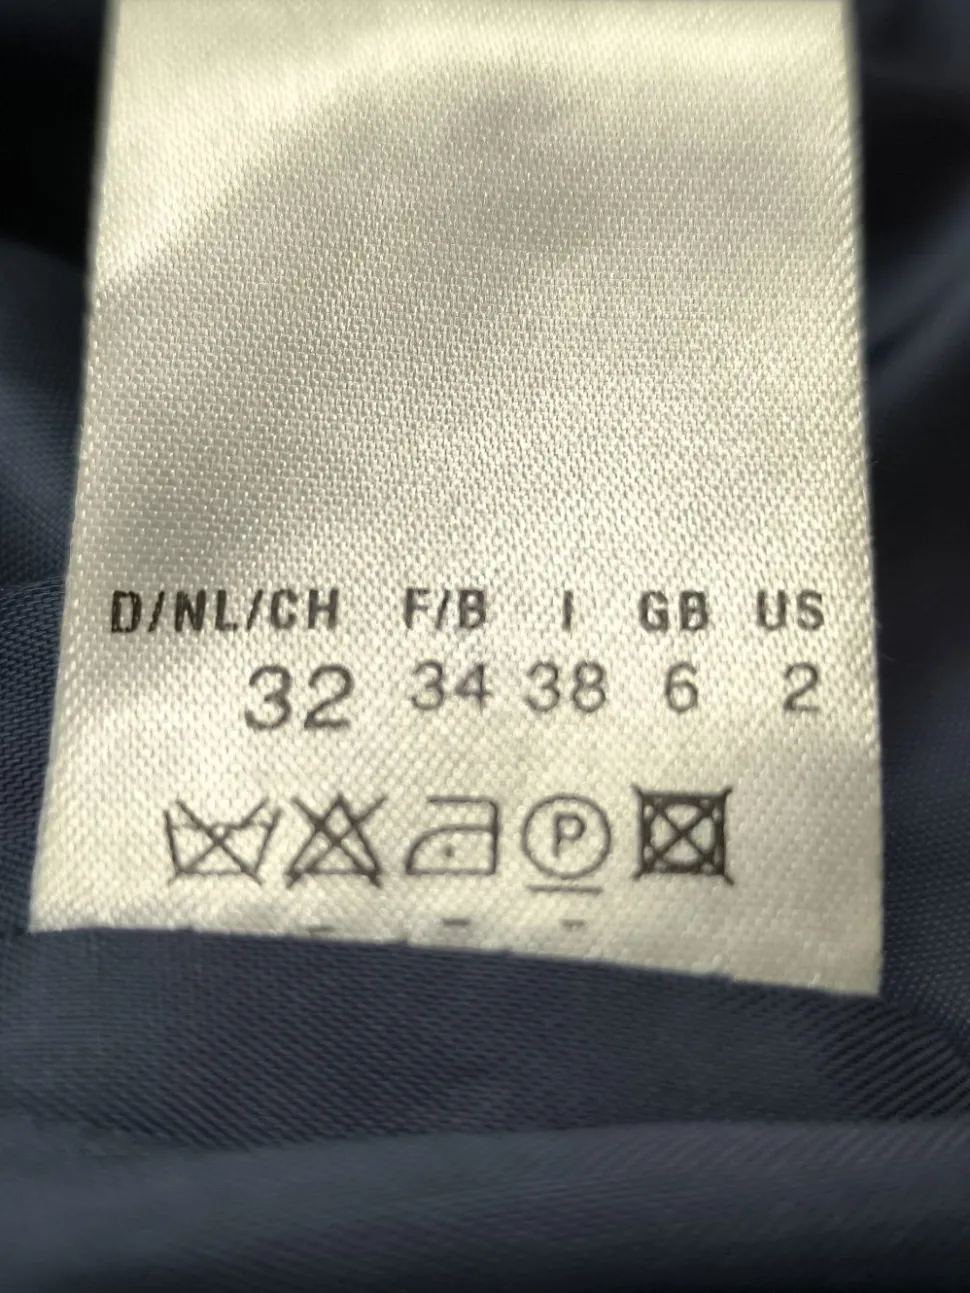 D/NL/CH F/B I GB US
32 34 38 6 2
P